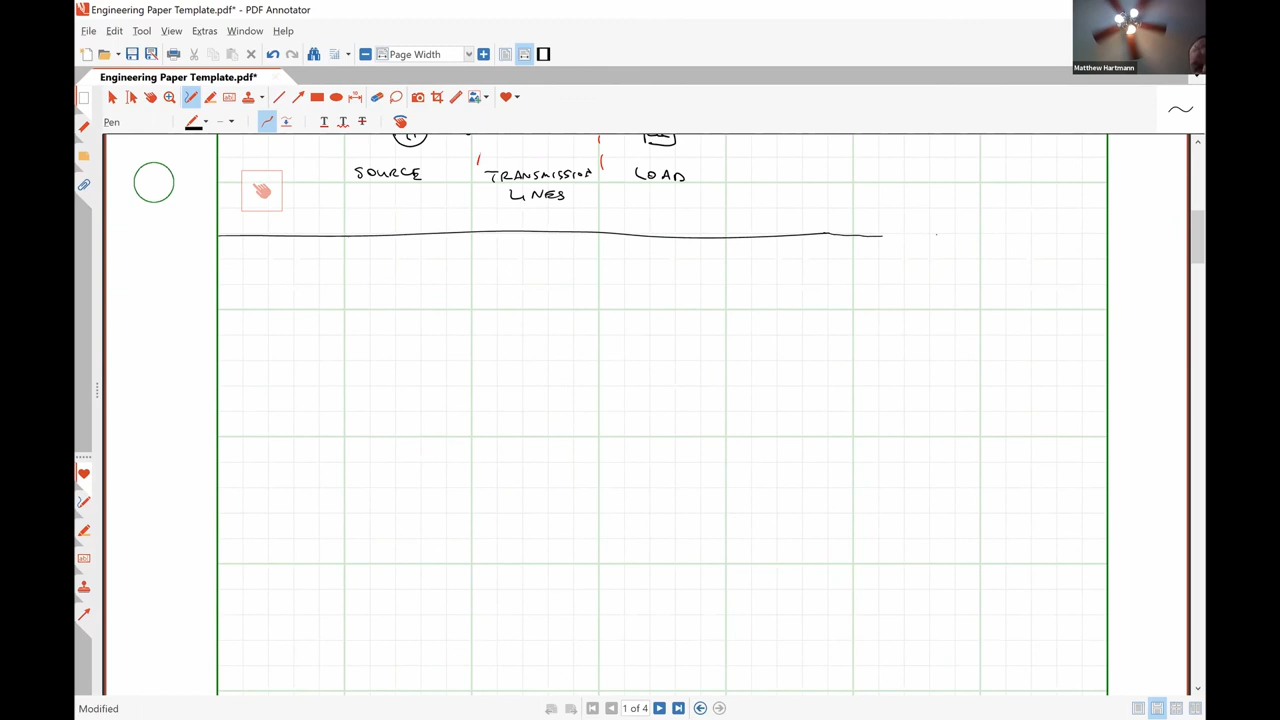 Engineering Paper Template.pdf* - PDF Annotator
File Edit Tool View Extras Window Help
Page Width
Matthew Hartmann
Engineering Paper Template.pdf*
Pen
T T T
SOURCE TRANSMISSION LOAD
LINES
Modified
1 of 4